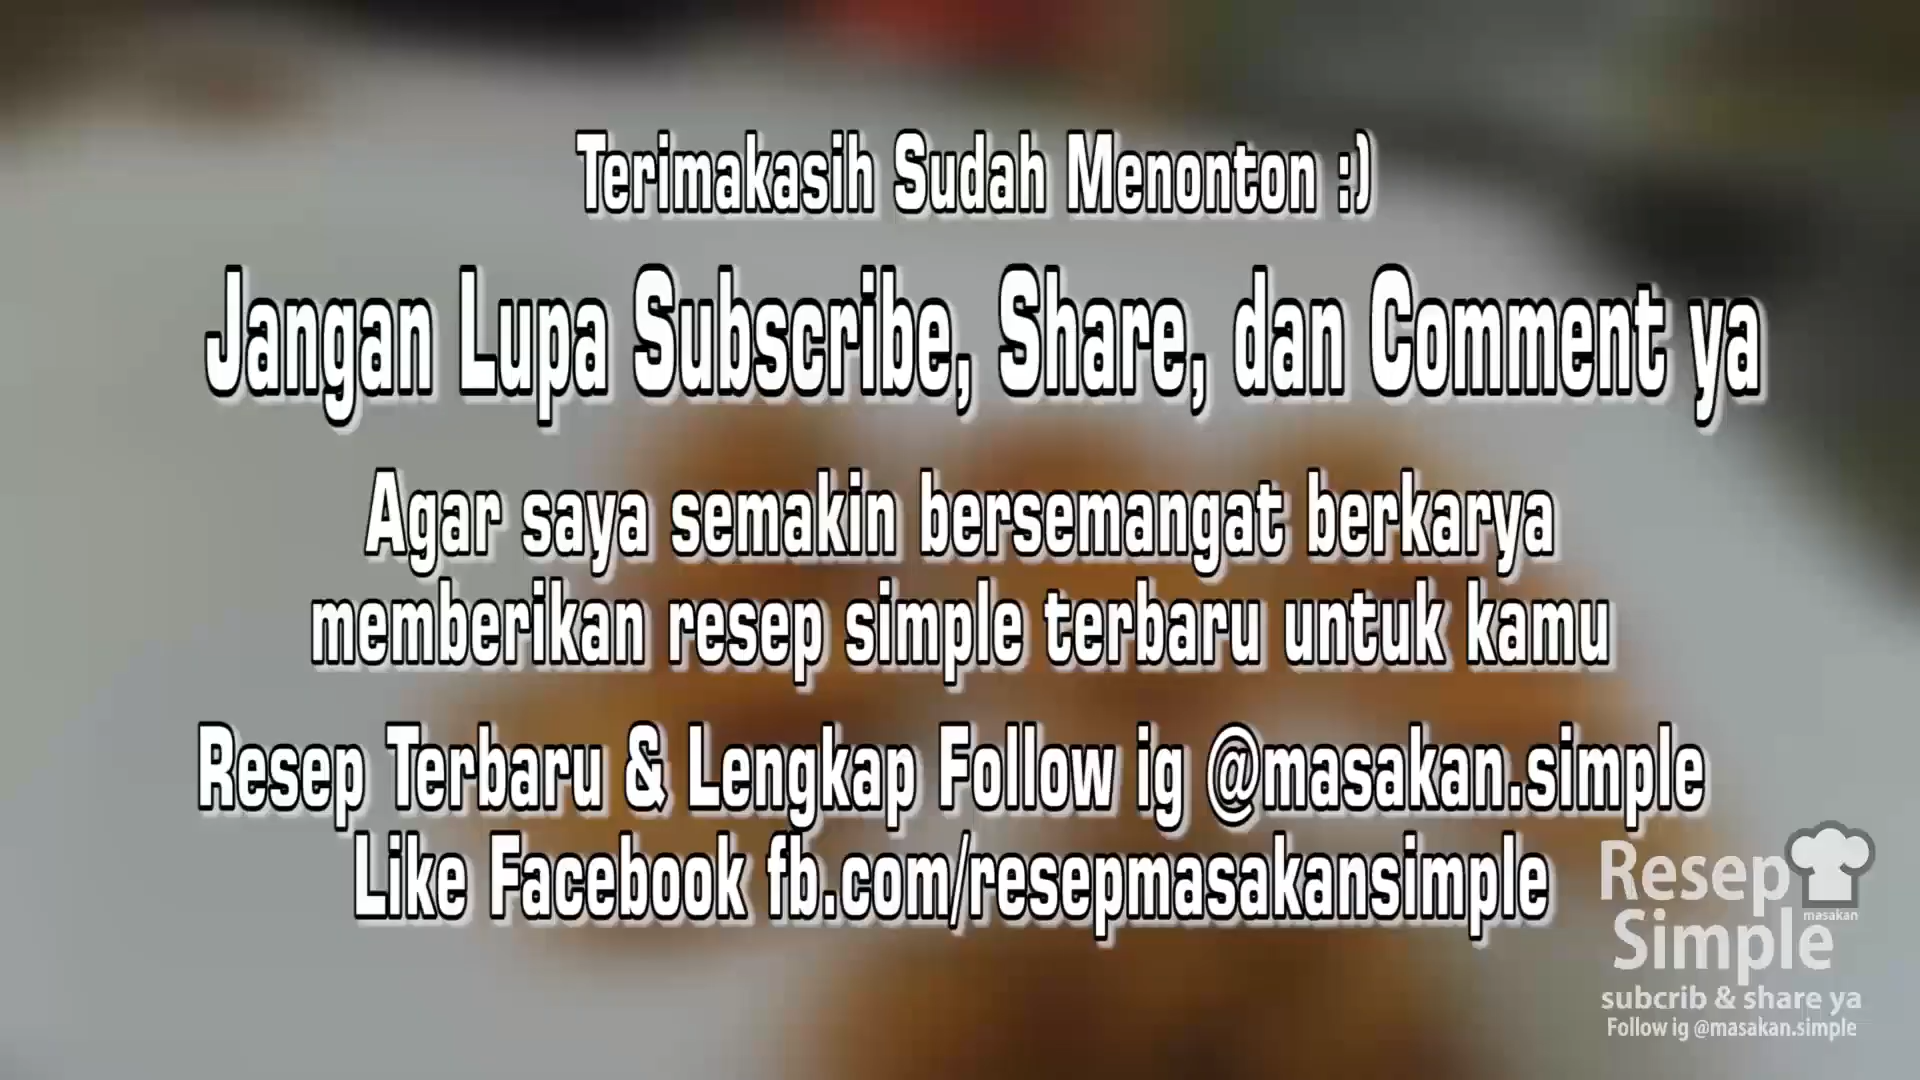 Terimakasih Sudah Menonton :)
Jangan Lupa Subscribe, Share, dan Comment ya
Agar saya semakin bersemangat berkarya
memberikan resep simple terbaru untuk kamu
Resep Terbaru & Lengkap Follow ig @masakan.simple
Like Facebook fb.com/resepmasakansimple
Resep
masakan
Simple
subcrib & share ya
Follow ig @masakan.simple